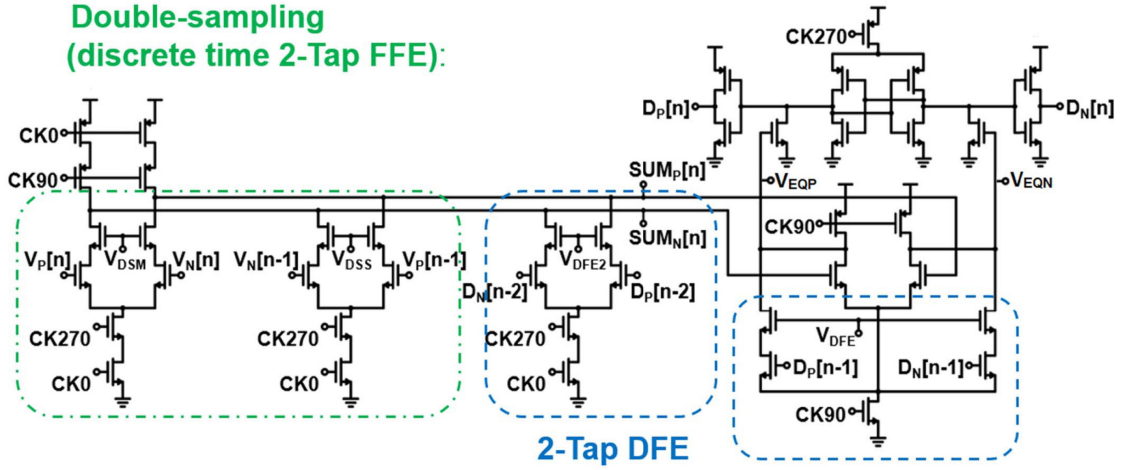 Double-sampling
(discrete time 2-Tap FFE):
CK270
D_P[n]
D_N[n]
CK0
CK90
SUM_P[n]
V_EQP
V_EQN
SUM_N[n]
CK90
V_P[n]
V_DSM
V_N[n]
V_N[n-1]
V_DSS
V_P[n-1]
V_DFE2
D_N[n-2]
D_P[n-2]
CK270
CK270
CK270
V_DFE
D_P[n-1]
D_N[n-1]
CK0
CK0
CK0
CK90
2-Tap DFE